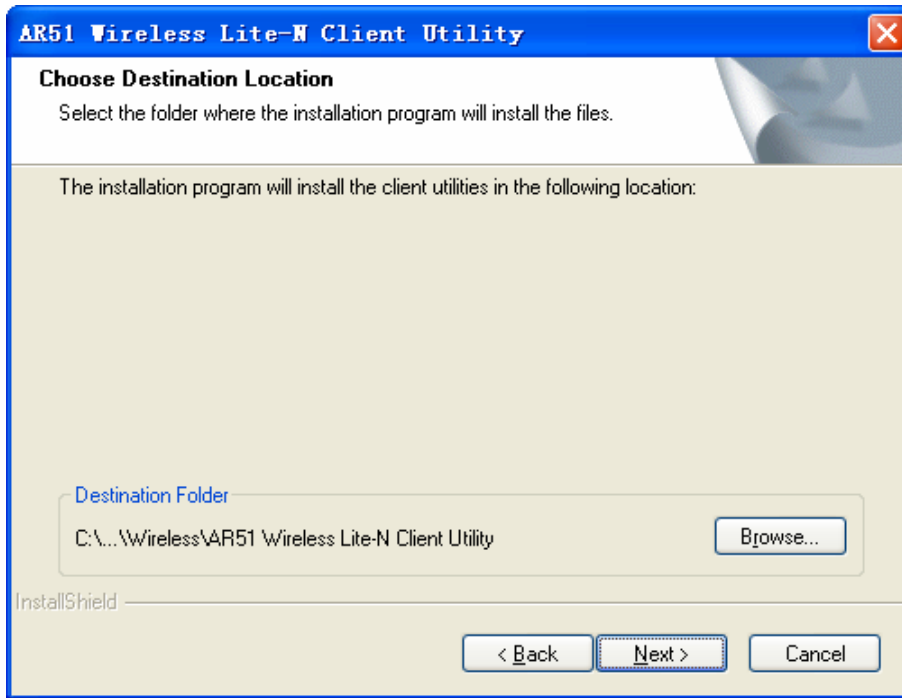 AR51 Wireless Lite-N Client Utility
Choose Destination Location
Select the folder where the installation program will install the files.
The installation program will install the client utilities in the following location:
Destination Folder
C:\...\Wireless\AR51 Wireless Lite-N Client Utility
Browse...
InstallShield
< Back
Next >
Cancel